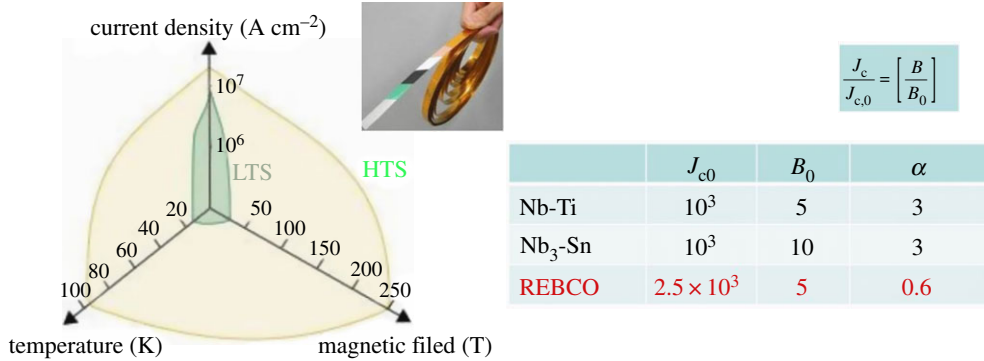 current density (A cm⁻²)
10⁷
10⁶
LTS
HTS
20
40
60
80
100
50
100
150
200
250
temperature (K)
magnetic filed (T)
J_c / J_c,0 = [B / B₀]
J_c0 B₀ α
Nb-Ti 10³ 5 3
Nb₃-Sn 10³ 10 3
REBCO 2.5 × 10³ 5 0.6